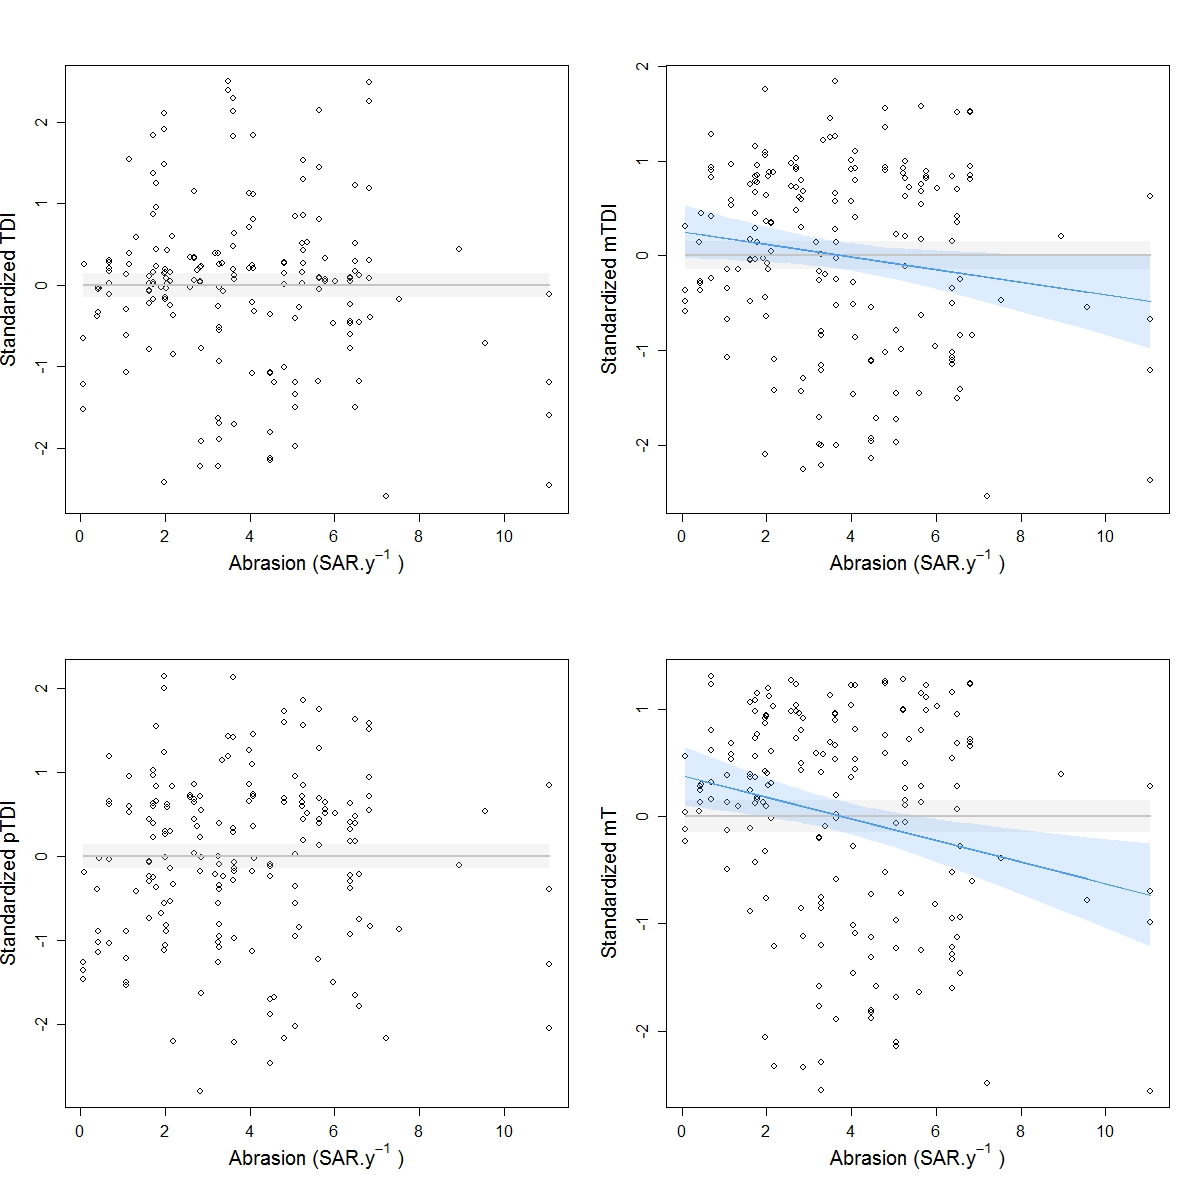 Standardized TDI
2
1
0
-1
-2
0 2 4 6 8 10
Abrasion (SAR.y⁻¹ )
Standardized mTDI
2
1
0
-1
-2
0 2 4 6 8 10
Abrasion (SAR.y⁻¹ )
Standardized pTDI
2
1
0
-1
-2
0 2 4 6 8 10
Abrasion (SAR.y⁻¹ )
Standardized mT
1
0
-1
-2
0 2 4 6 8 10
Abrasion (SAR.y⁻¹ )